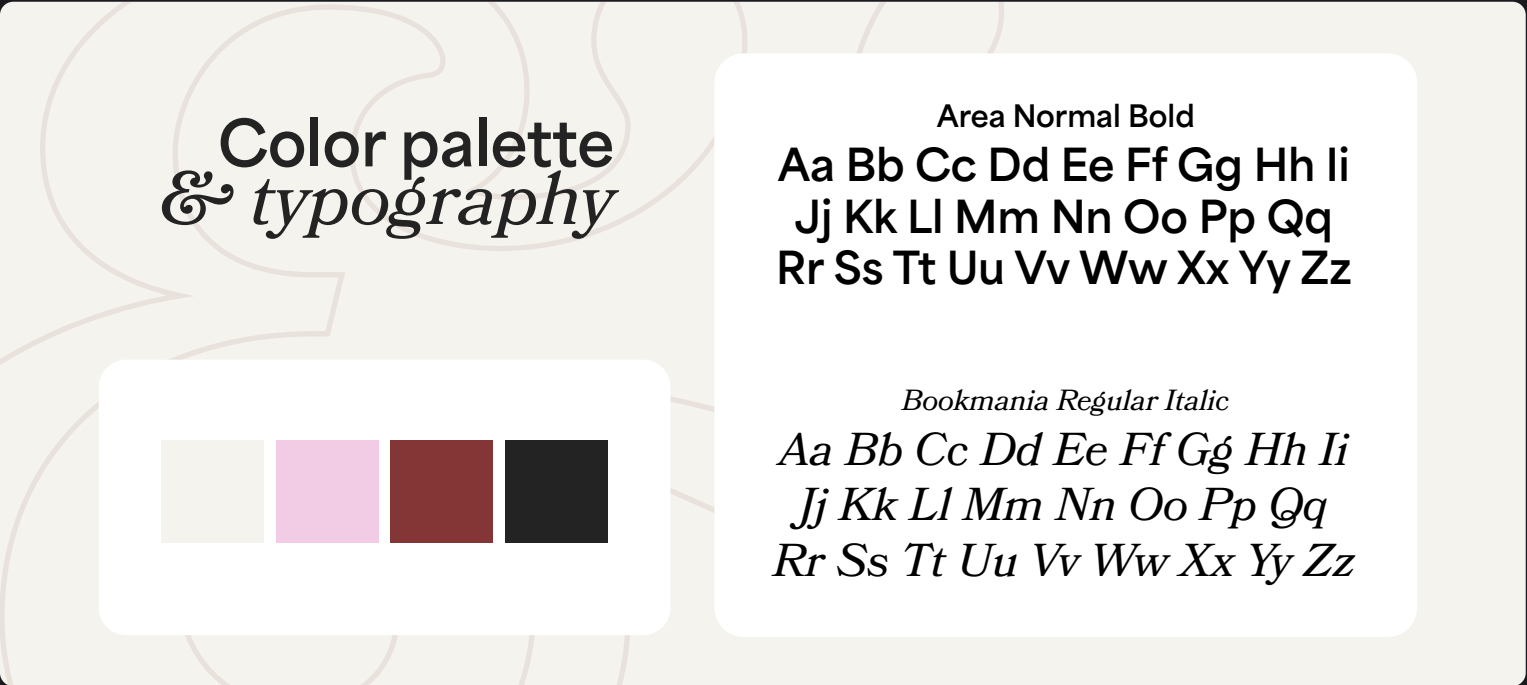 Color palette
& typography
Area Normal Bold
Aa Bb Cc Dd Ee Ff Gg Hh Ii
Jj Kk Ll Mm Nn Oo Pp Qq
Rr Ss Tt Uu Vv Ww Xx Yy Zz
Bookmania Regular Italic
Aa Bb Cc Dd Ee Ff Gg Hh Ii
Jj Kk Ll Mm Nn Oo Pp Qq
Rr Ss Tt Uu Vv Ww Xx Yy Zz